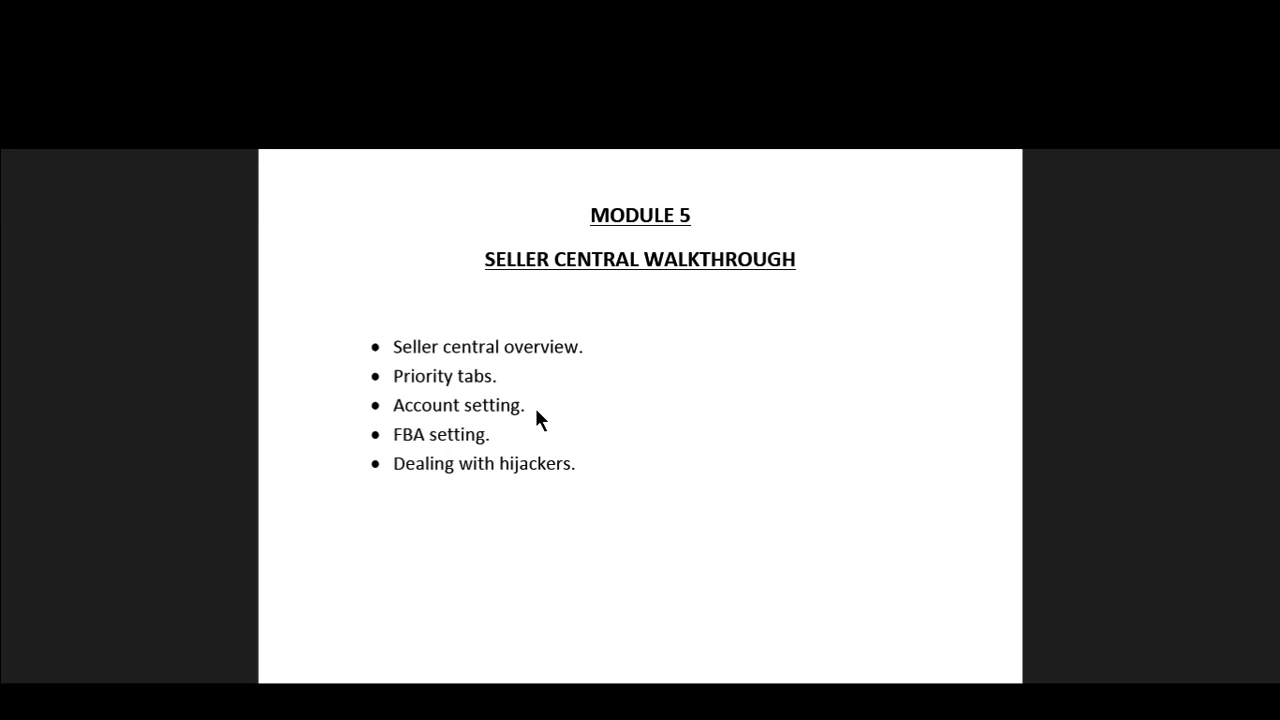 MODULE 5
SELLER CENTRAL WALKTHROUGH
• Seller central overview.
• Priority tabs.
• Account setting.
• FBA setting.
• Dealing with hijackers.